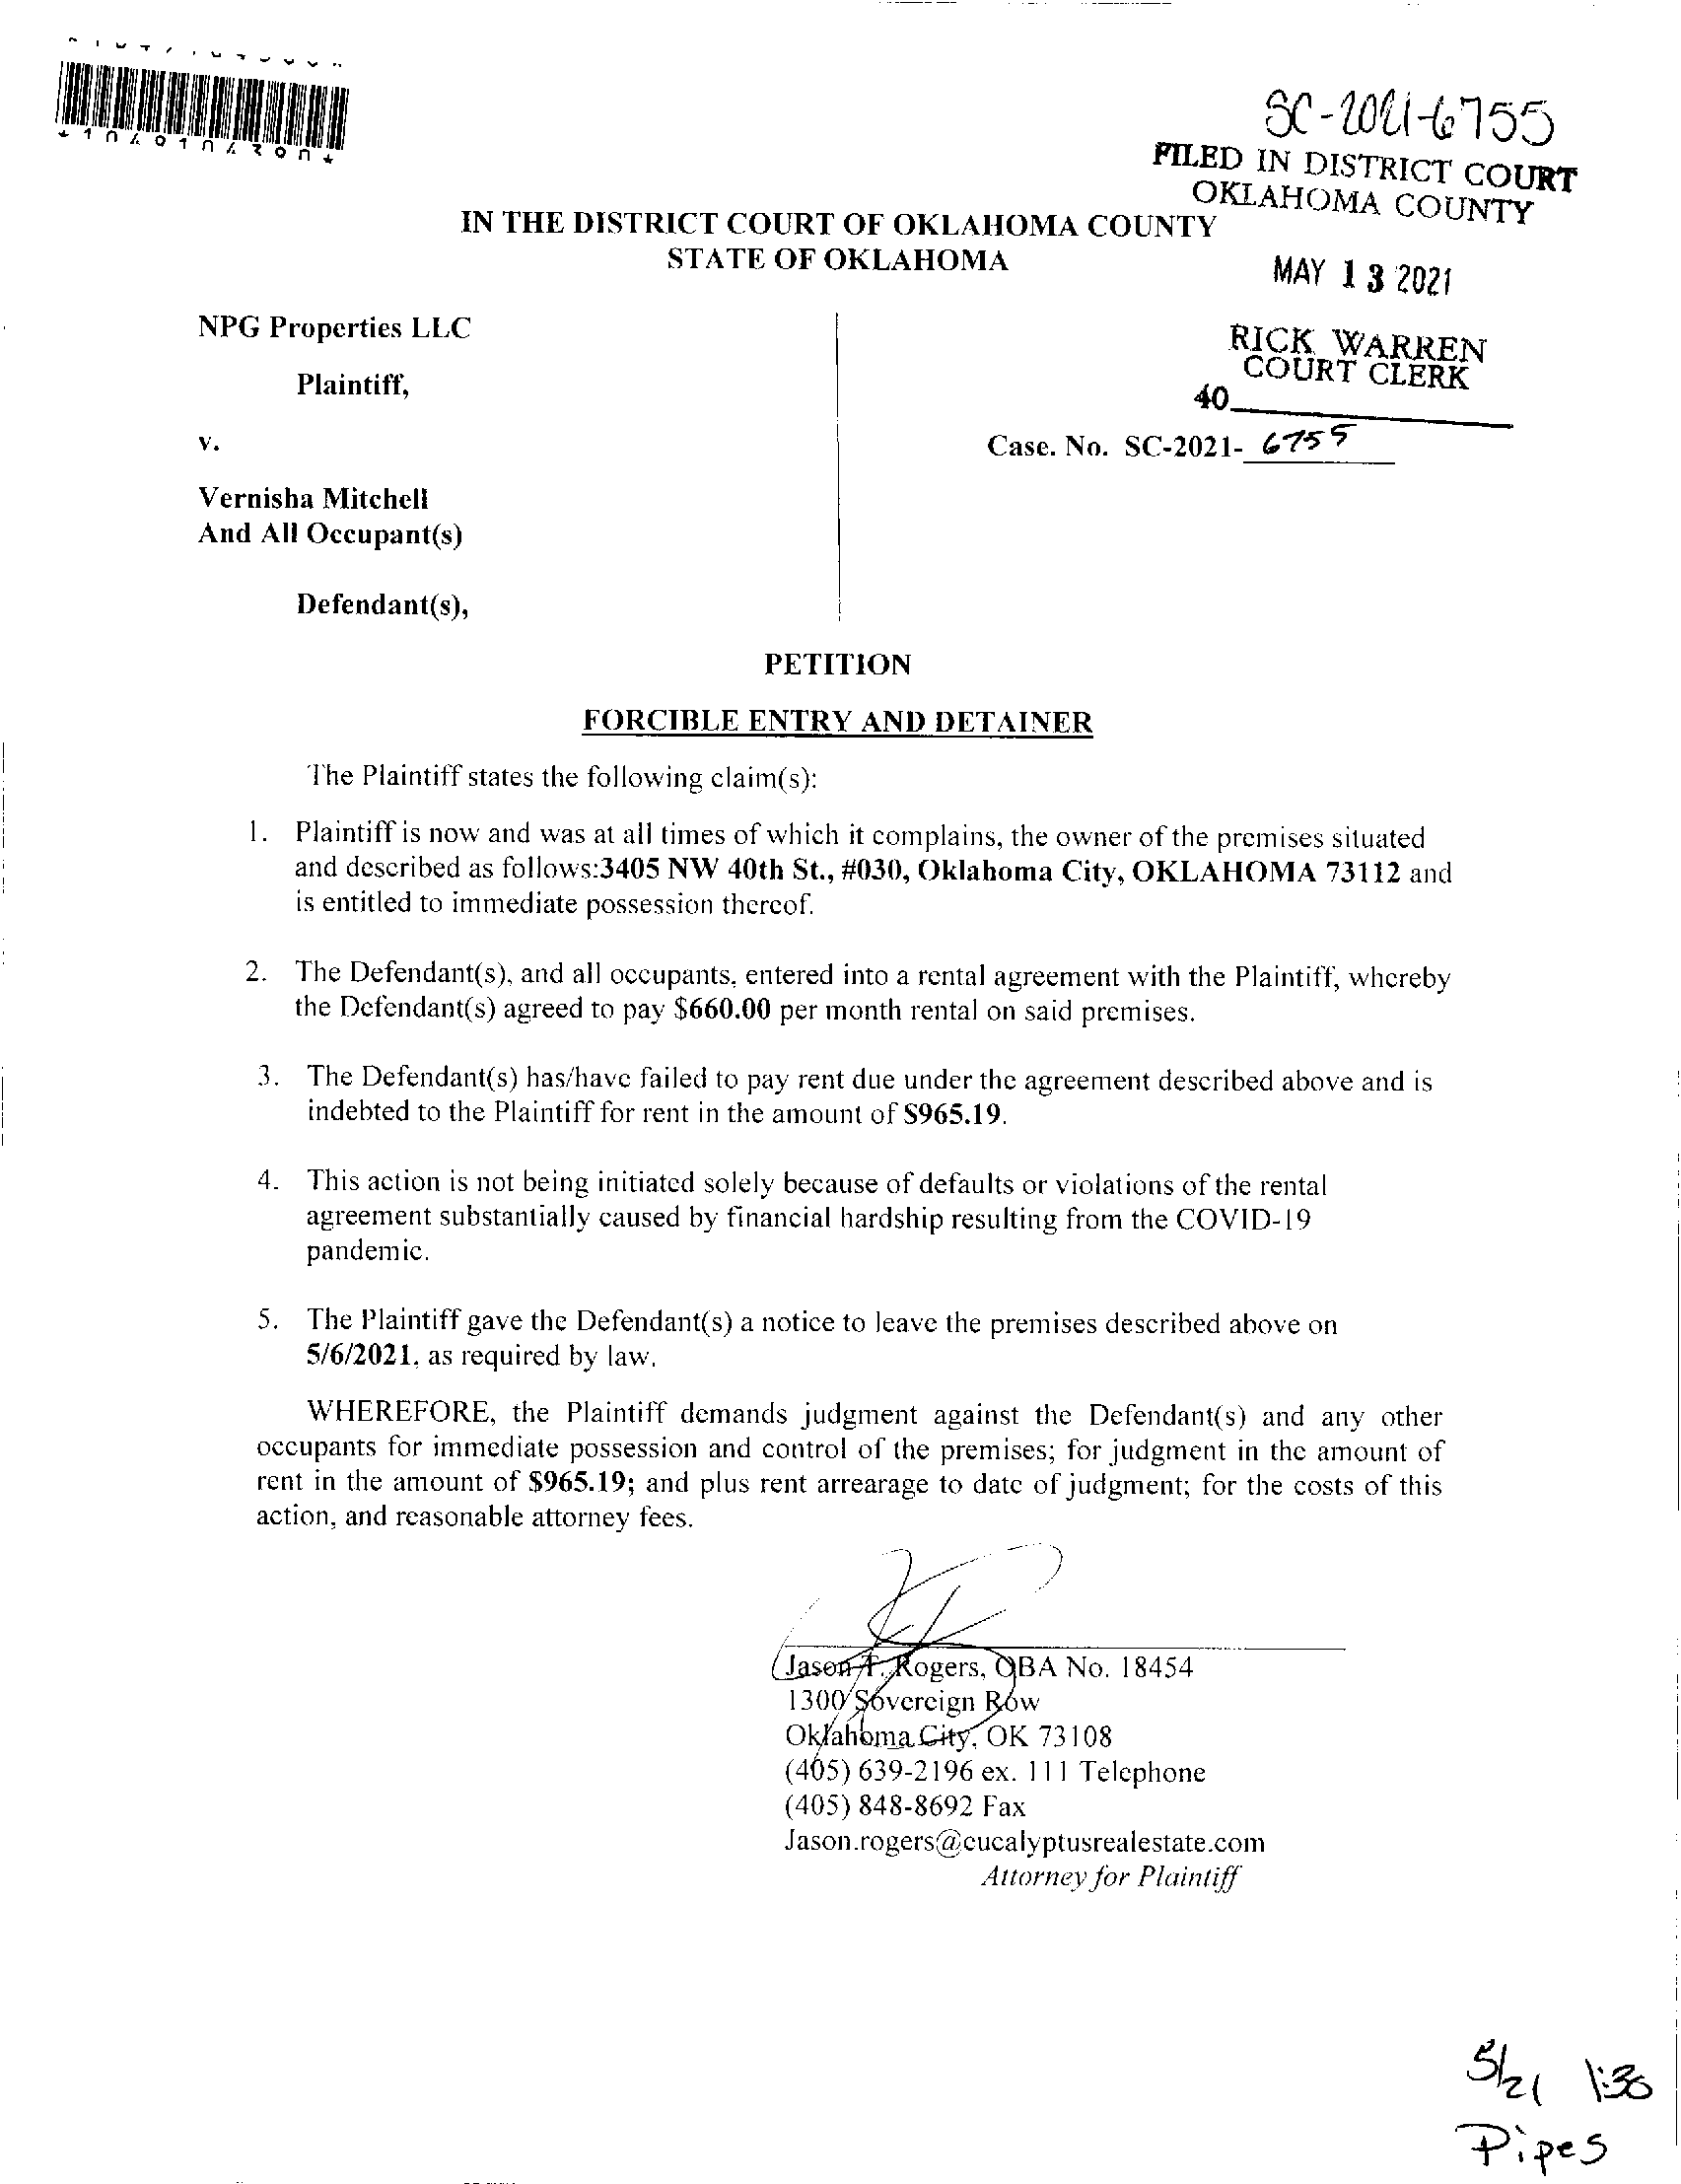 SC-2021-6755
FILED IN DISTRICT COURT
OKLAHOMA COUNTY
IN THE DISTRICT COURT OF OKLAHOMA COUNTY
STATE OF OKLAHOMA
MAY 13 2021
NPG Properties LLC
RICK WARREN
COURT CLERK
Plaintiff,
40
v.
Case. No. SC-2021- 6755
Vernisha Mitchell
And All Occupant(s)
Defendant(s),
PETITION
FORCIBLE ENTRY AND DETAINER
The Plaintiff states the following claim(s):
1. Plaintiff is now and was at all times of which it complains, the owner of the premises situated
and described as follows:3405 NW 40th St., #030, Oklahoma City, OKLAHOMA 73112 and
is entitled to immediate possession thereof.
2. The Defendant(s), and all occupants, entered into a rental agreement with the Plaintiff, whereby
the Defendant(s) agreed to pay $660.00 per month rental on said premises.
3. The Defendant(s) has/have failed to pay rent due under the agreement described above and is
indebted to the Plaintiff for rent in the amount of $965.19.
4. This action is not being initiated solely because of defaults or violations of the rental
agreement substantially caused by financial hardship resulting from the COVID-19
pandemic.
5. The Plaintiff gave the Defendant(s) a notice to leave the premises described above on
5/6/2021, as required by law.
WHEREFORE, the Plaintiff demands judgment against the Defendant(s) and any other
occupants for immediate possession and control of the premises; for judgment in the amount of
rent in the amount of $965.19; and plus rent arrearage to date of judgment; for the costs of this
action, and reasonable attorney fees.
Jason T. Rogers, OBA No. 18454
1300 Sovereign Row
Oklahoma City, OK 73108
(405) 639-2196 ex. 111 Telephone
(405) 848-8692 Fax
Jason.rogers@eucalyptusrealestate.com
Attorney for Plaintiff
5/21 1:30
Pipes